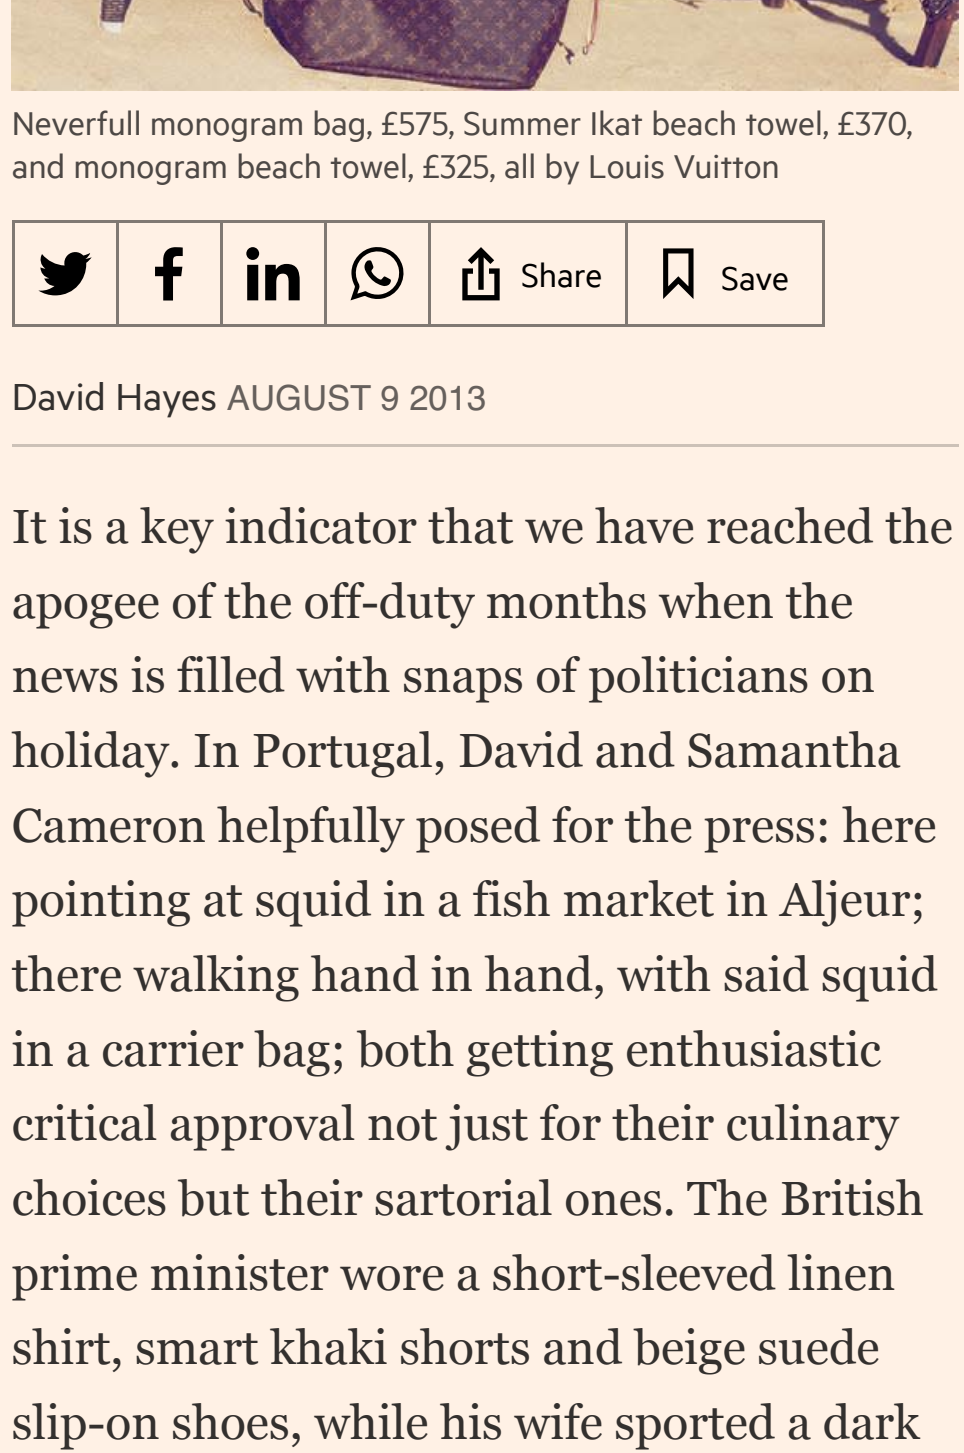 Neverfull monogram bag, £575, Summer Ikat beach towel, £370,
and monogram beach towel, £325, all by Louis Vuitton
Share
Save
David Hayes AUGUST 9 2013
It is a key indicator that we have reached the
apogee of the off-duty months when the
news is filled with snaps of politicians on
holiday. In Portugal, David and Samantha
Cameron helpfully posed for the press: here
pointing at squid in a fish market in Aljeur;
there walking hand in hand, with said squid
in a carrier bag; both getting enthusiastic
critical approval not just for their culinary
choices but their sartorial ones. The British
prime minister wore a short-sleeved linen
shirt, smart khaki shorts and beige suede
slip-on shoes, while his wife sported a dark